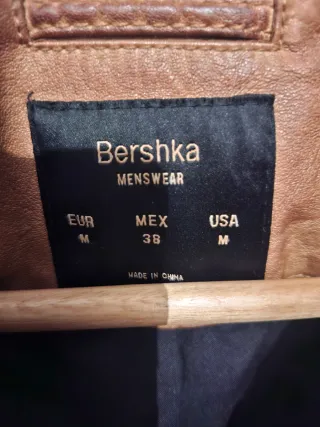 Bershka
MENSWEAR
EUR MEX USA
M 38 M
MADE IN CHINA